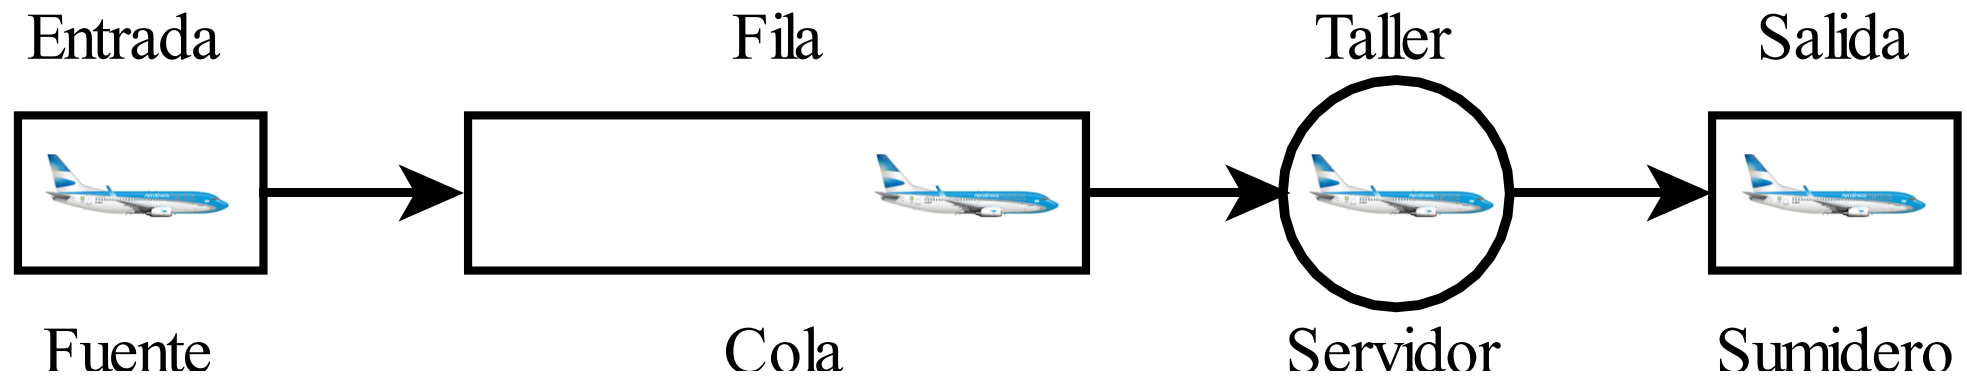 Entrada
Fila
Taller
Salida
Fuente
Cola
Servidor
Sumidero